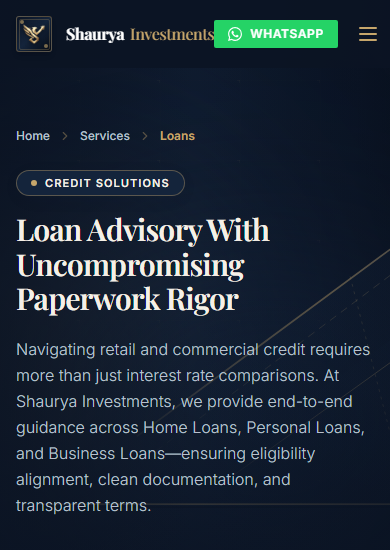 Shaurya Investments
WHATSAPP
Home > Services > Loans
CREDIT SOLUTIONS
Loan Advisory With
Uncompromising
Paperwork Rigor
Navigating retail and commercial credit requires
more than just interest rate comparisons. At
Shaurya Investments, we provide end-to-end
guidance across Home Loans, Personal Loans,
and Business Loans—ensuring eligibility
alignment, clean documentation, and
transparent terms.